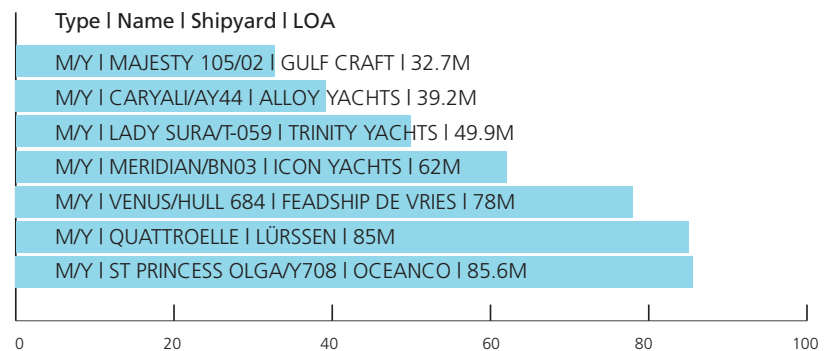 Type l Name l Shipyard l LOA
M/Y l MAJESTY 105/02 l GULF CRAFT l 32.7M
M/Y l CARYALI/AY44 l ALLOY YACHTS l 39.2M
M/Y l LADY SURA/T-059 l TRINITY YACHTS l 49.9M
M/Y l MERIDIAN/BN03 l ICON YACHTS l 62M
M/Y l VENUS/HULL 684 l FEADSHIP DE VRIES l 78M
M/Y l QUATTROELLE l LÜRSSEN l 85M
M/Y l ST PRINCESS OLGA/Y708 l OCEANCO l 85.6M
0 20 40 60 80 100